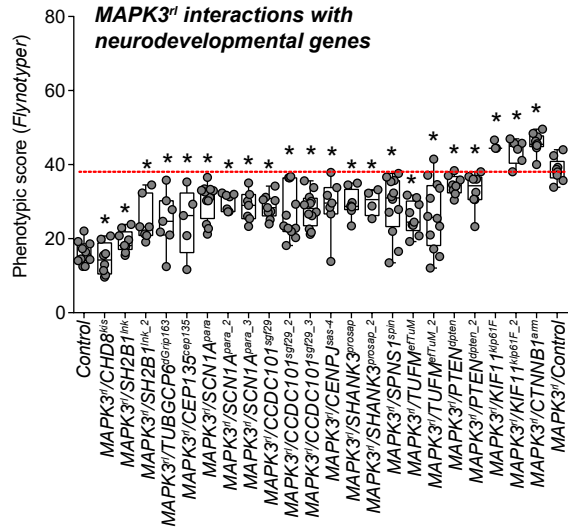 MAPK3rl interactions with
neurodevelopmental genes
Phenotypic score (Flynotyper)
80
60
40
20
0
* * * * * * * * * * * * * * * * * * * * * *
Control
MAPK3rl/CHD8kis
MAPK3rl/SH2B1lnk
MAPK3rl/SH2B1lnk_2
MAPK3rl/TUBGCP6dGrip163
MAPK3rl/CEP135cep135
MAPK3rl/SCN1Apara
MAPK3rl/SCN1Apara_2
MAPK3rl/SCN1Apara_3
MAPK3rl/CCDC101sgf29
MAPK3rl/CCDC101sgf29_2
MAPK3rl/CCDC101sgf29_3
MAPK3rl/CENPJsas-4
MAPK3rl/SHANK3prosap
MAPK3rl/SHANK3prosap_2
MAPK3rl/SPNS1spin
MAPK3rl/TUFMefTuM
MAPK3rl/TUFMefTuM_2
MAPK3rl/PTENdpten
MAPK3rl/PTENdpten_2
MAPK3rl/KIF11klp61F
MAPK3rl/KIF11klp61F_2
MAPK3rl/CTNNB1arm
MAPK3rl/Control